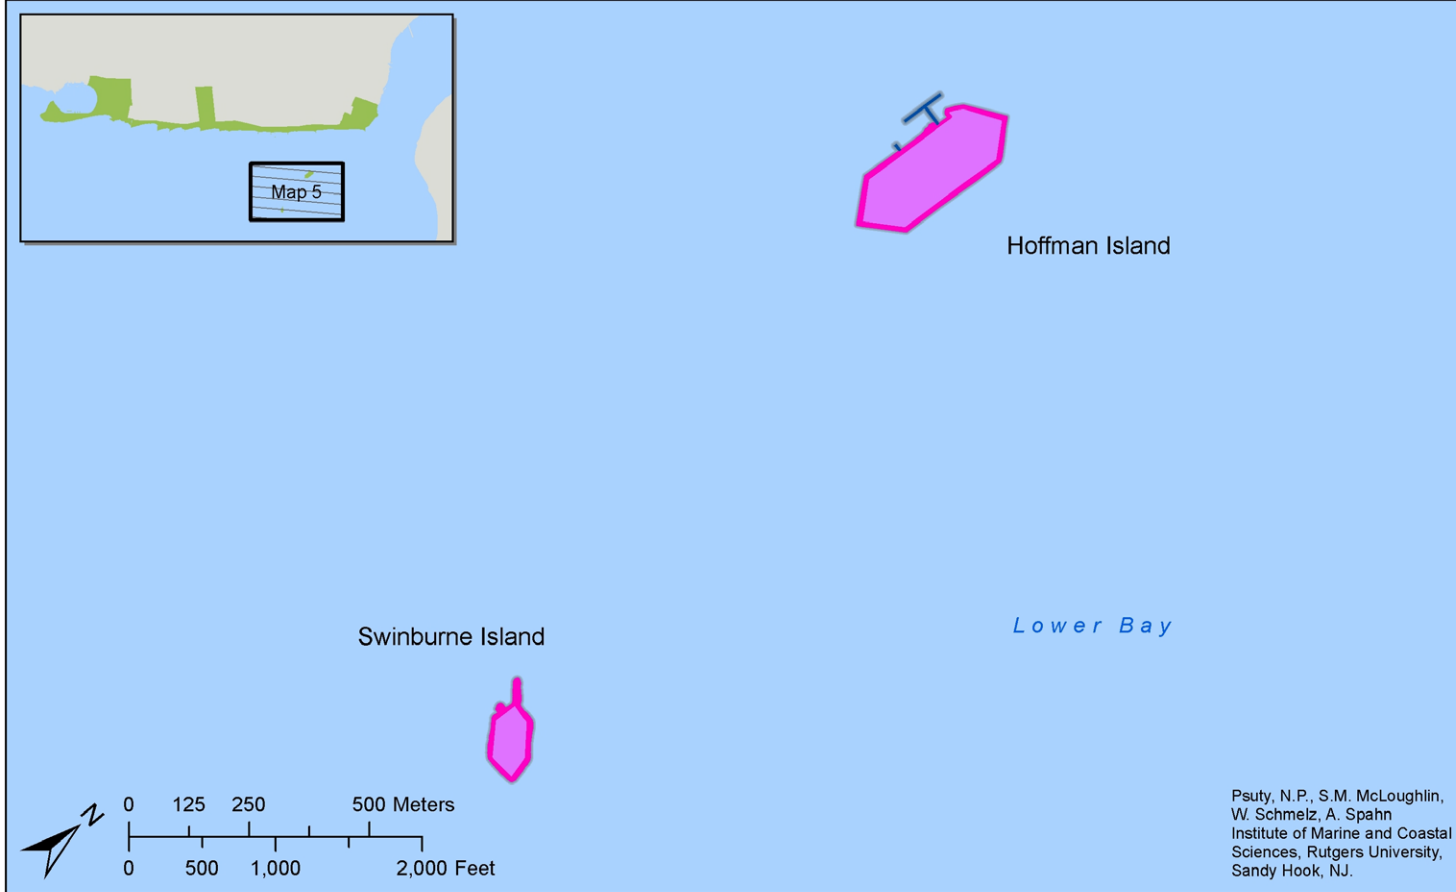 Map 5
Hoffman Island
Lower Bay
Swinburne Island
N
0 125 250 500 Meters
0 500 1,000 2,000 Feet
Psuty, N.P., S.M. McLoughlin,
W. Schmelz, A. Spahn
Institute of Marine and Coastal
Sciences, Rutgers University,
Sandy Hook, NJ.